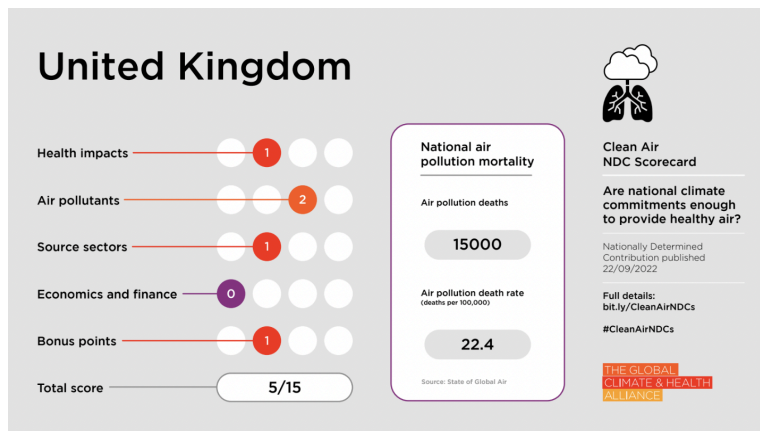 United Kingdom
Health impacts 1
Air pollutants 2
Source sectors 1
Economics and finance 0
Bonus points 1
Total score 5/15
National air
pollution mortality
Air pollution deaths
15000
Air pollution death rate
(deaths per 100,000)
22.4
Source: State of Global Air
Clean Air
NDC Scorecard
Are national climate
commitments enough
to provide healthy air?
Nationally Determined
Contribution published
22/09/2022
Full details:
bit.ly/CleanAirNDCs
#CleanAirNDCs
THE GLOBAL
CLIMATE & HEALTH
ALLIANCE